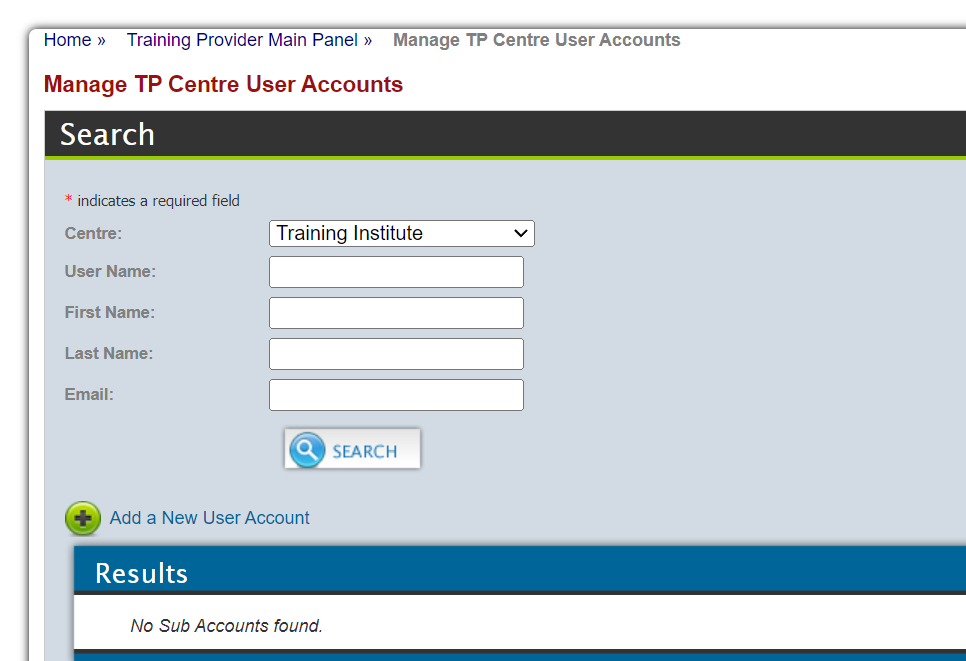 Home » Training Provider Main Panel » Manage TP Centre User Accounts
Manage TP Centre User Accounts
Search
* indicates a required field
Centre: Training Institute
User Name:
First Name:
Last Name:
Email:
SEARCH
Add a New User Account
Results
No Sub Accounts found.